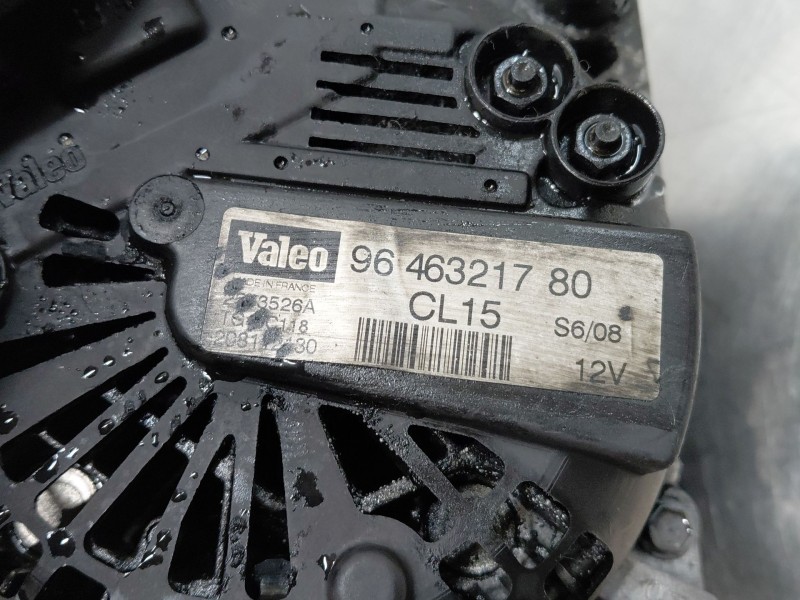 Valeo
Valeo 96 463217 80
MADE IN FRANCE
CL15
S6/08
12V